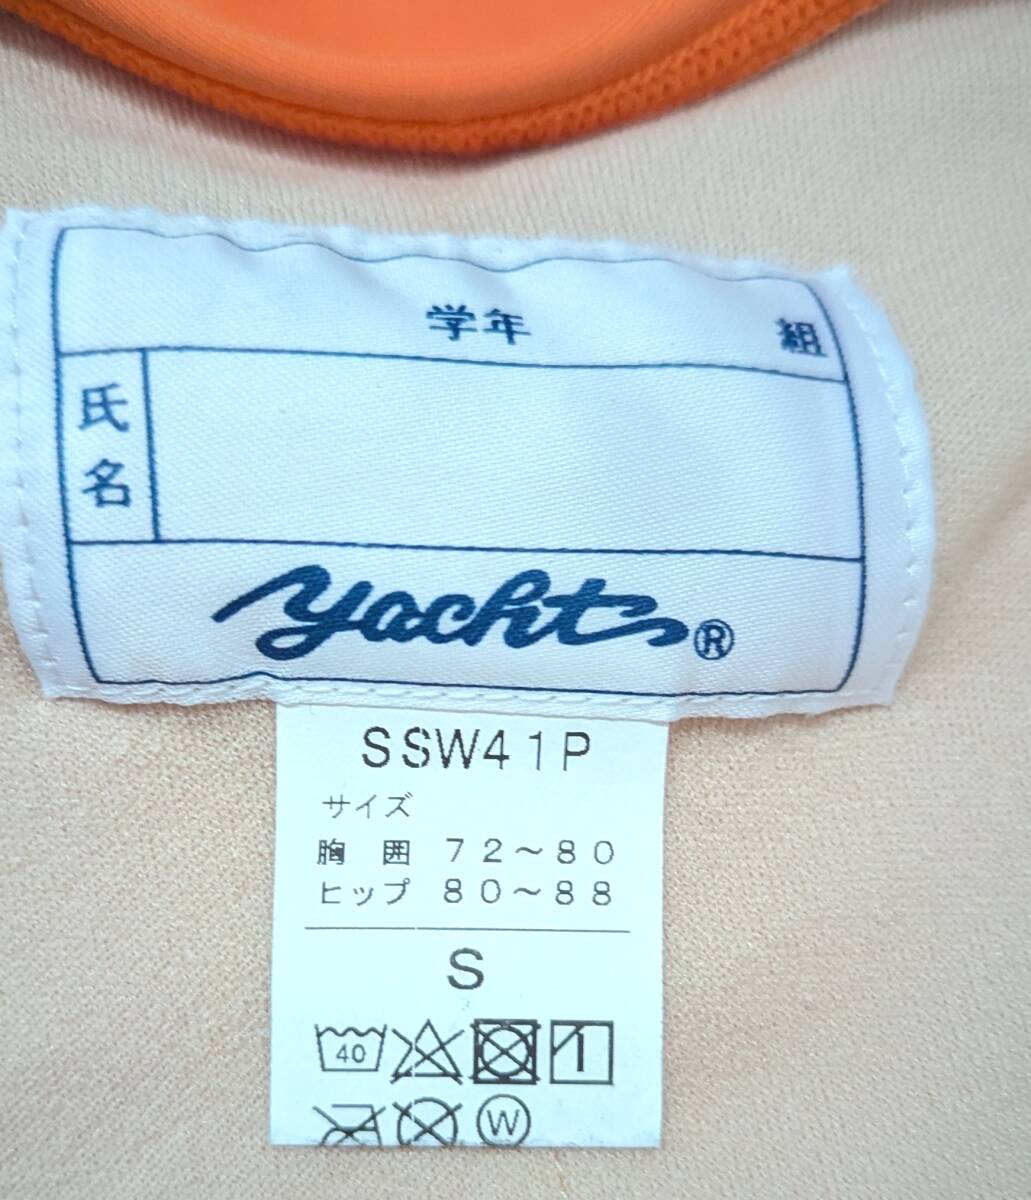 学年 組
氏名
yacht ®
SSW41P
サイズ
胸囲 72～80
ヒップ 80～88
S
40
W